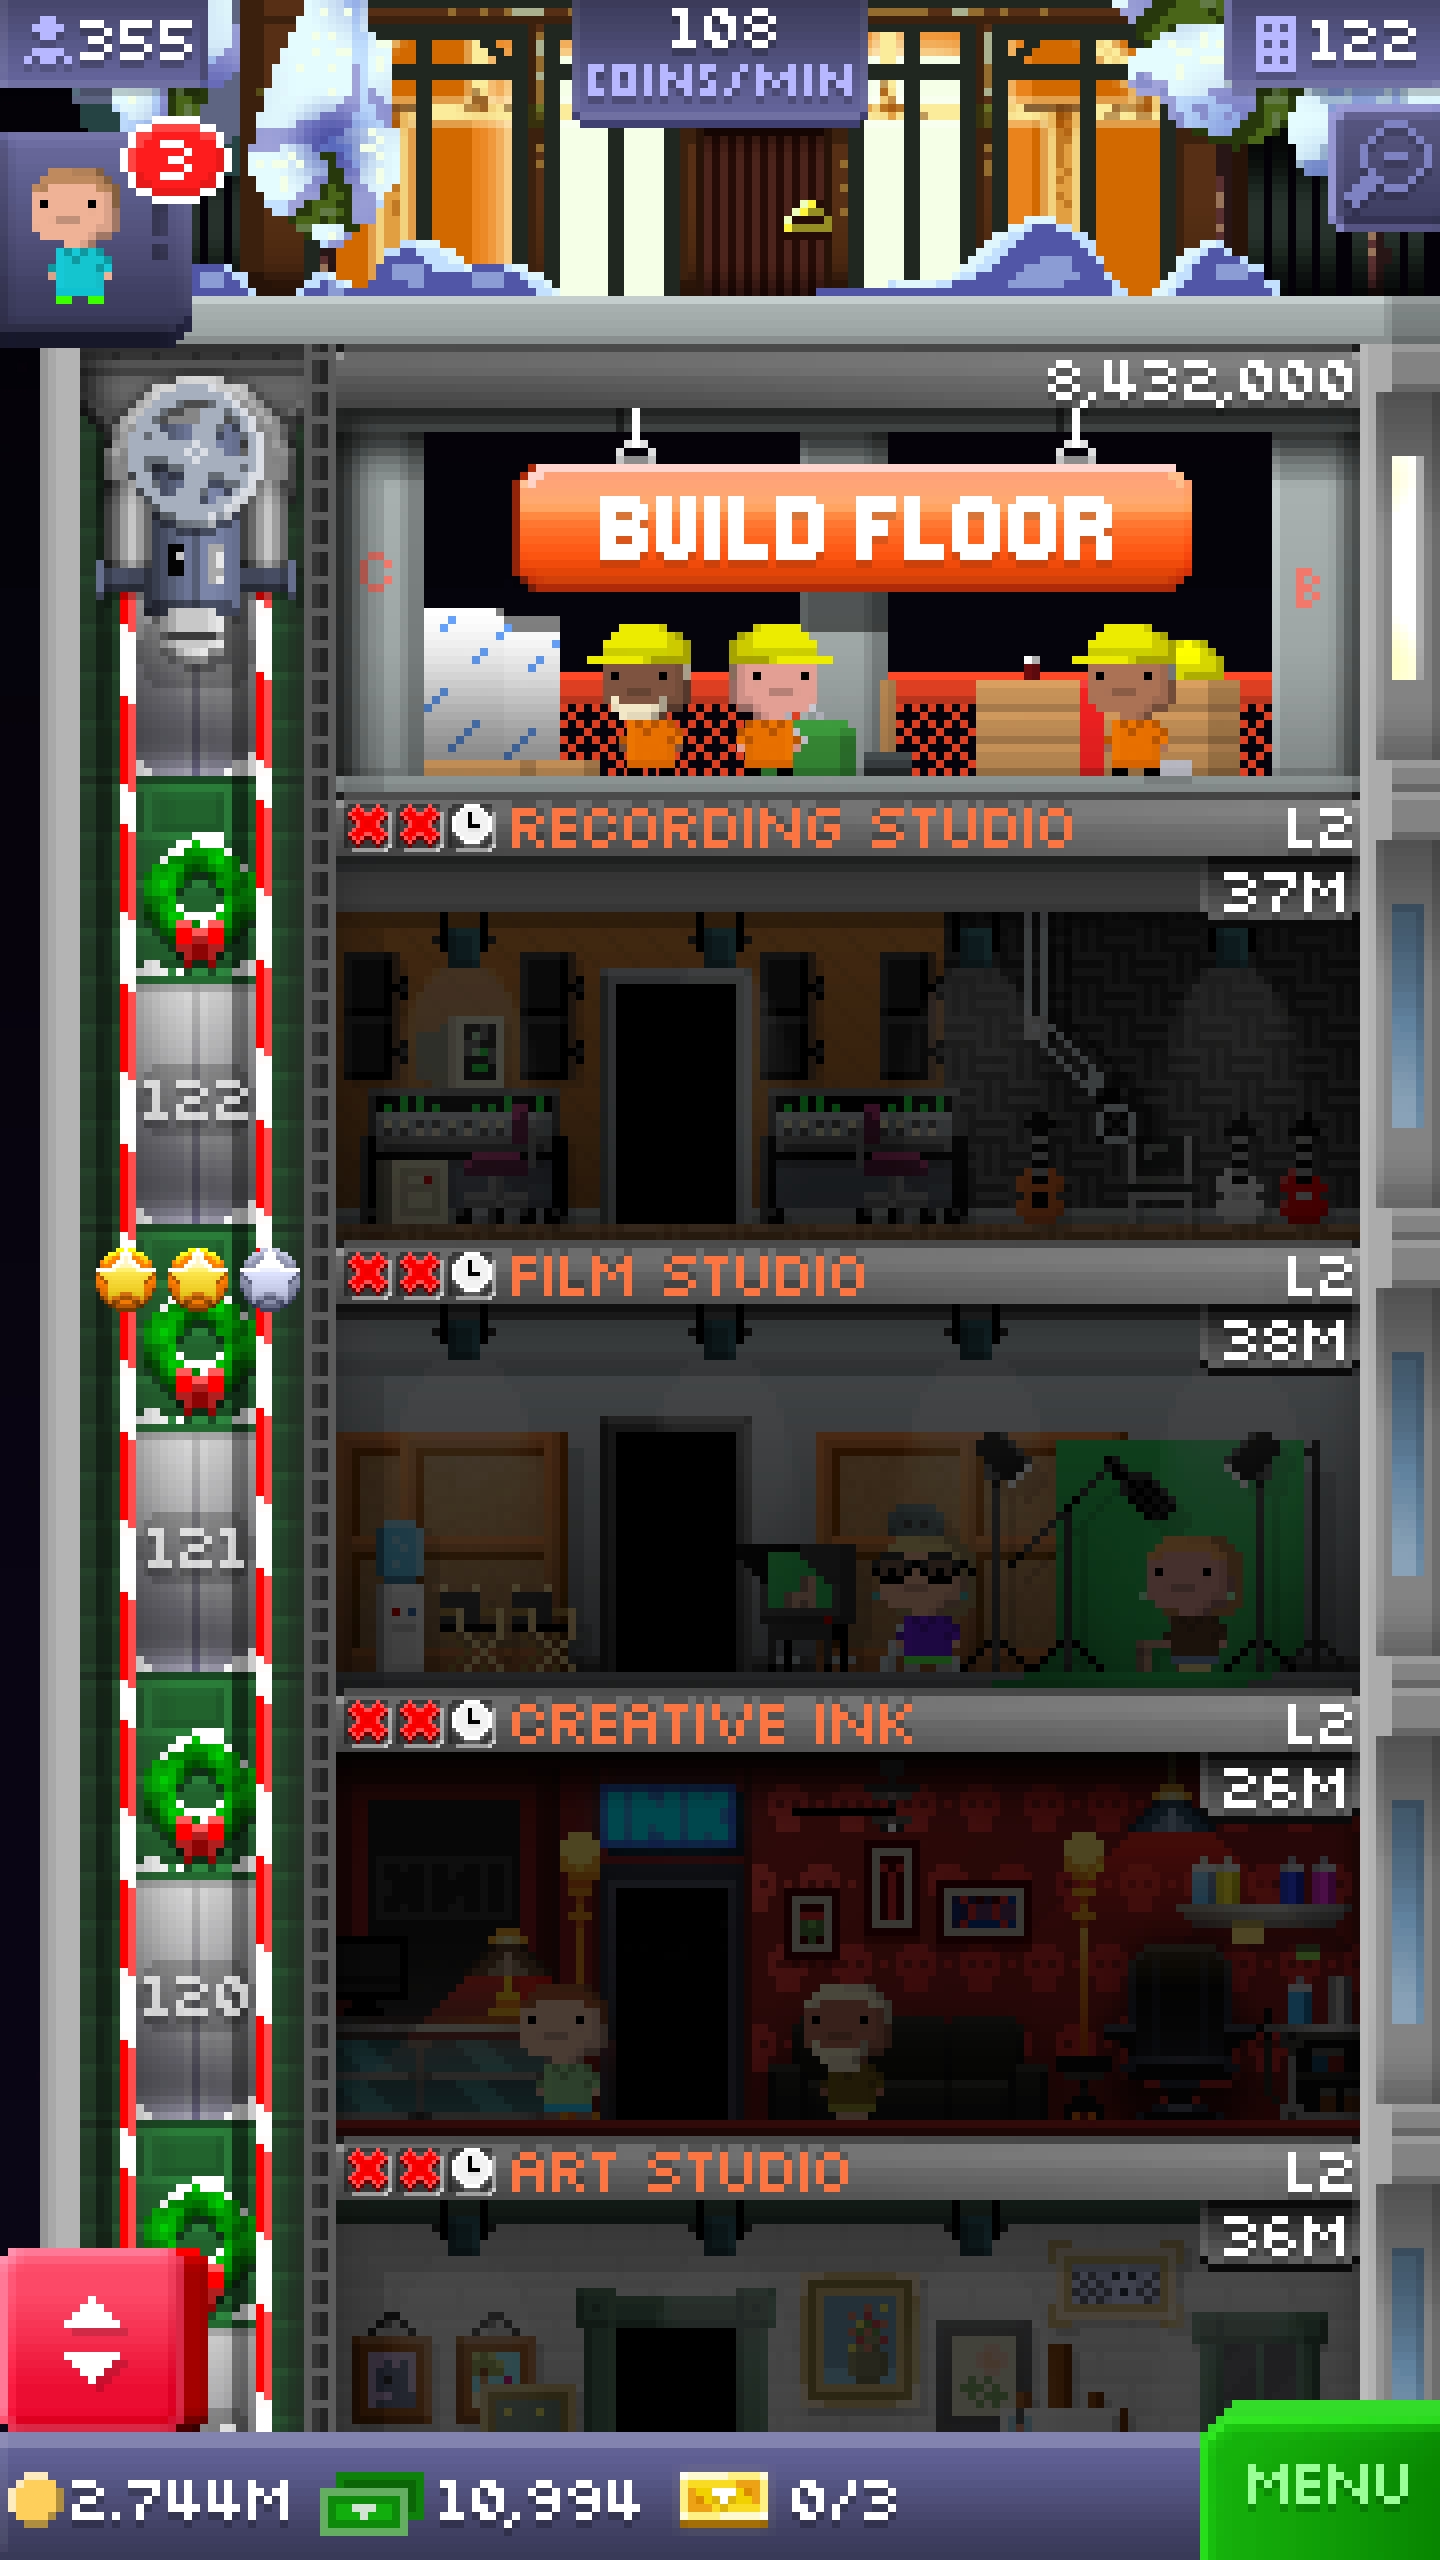 355
108
COINS/MIN
122
3
8,432,000
BUILD FLOOR
C
B
RECORDING STUDIO
L2
37M
122
FILM STUDIO
L2
38M
121
CREATIVE INK
L2
26M
INK
120
ART STUDIO
L2
36M
2.744M
10,994
0/3
MENU